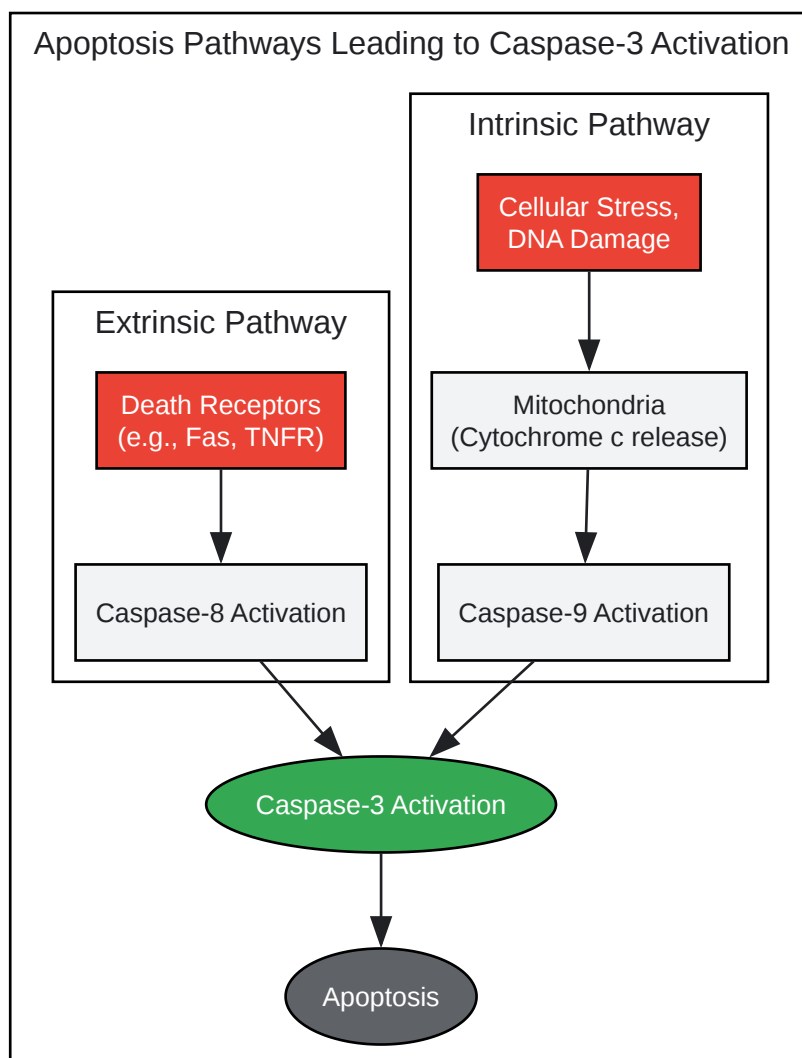 Apoptosis Pathways Leading to Caspase-3 Activation
Intrinsic Pathway
Cellular Stress,
DNA Damage
Extrinsic Pathway
Death Receptors
(e.g., Fas, TNFR)
Mitochondria
(Cytochrome c release)
Caspase-8 Activation
Caspase-9 Activation
Caspase-3 Activation
Apoptosis